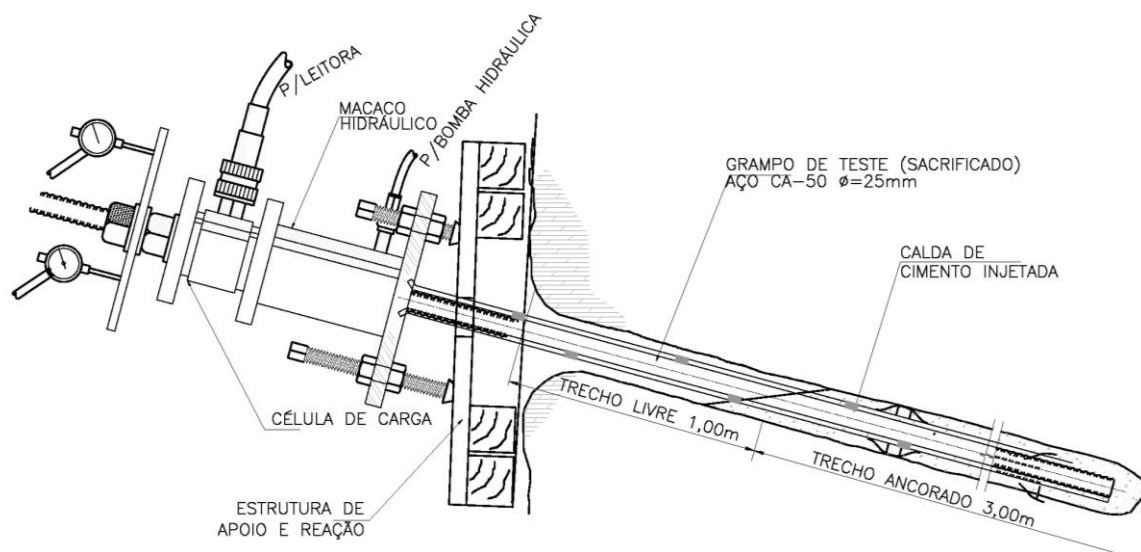 P/LEITORA
MACACO
HIDRÁULICO
P/BOMBA HIDRÁULICA
GRAMPO DE TESTE (SACRIFICADO)
AÇO CA-50 ø=25mm
CALDA DE
CIMENTO INJETADA
TRECHO LIVRE 1,00m
CÉLULA DE CARGA
TRECHO ANCORADO 3,00m
ESTRUTURA DE
APOIO E REAÇÃO